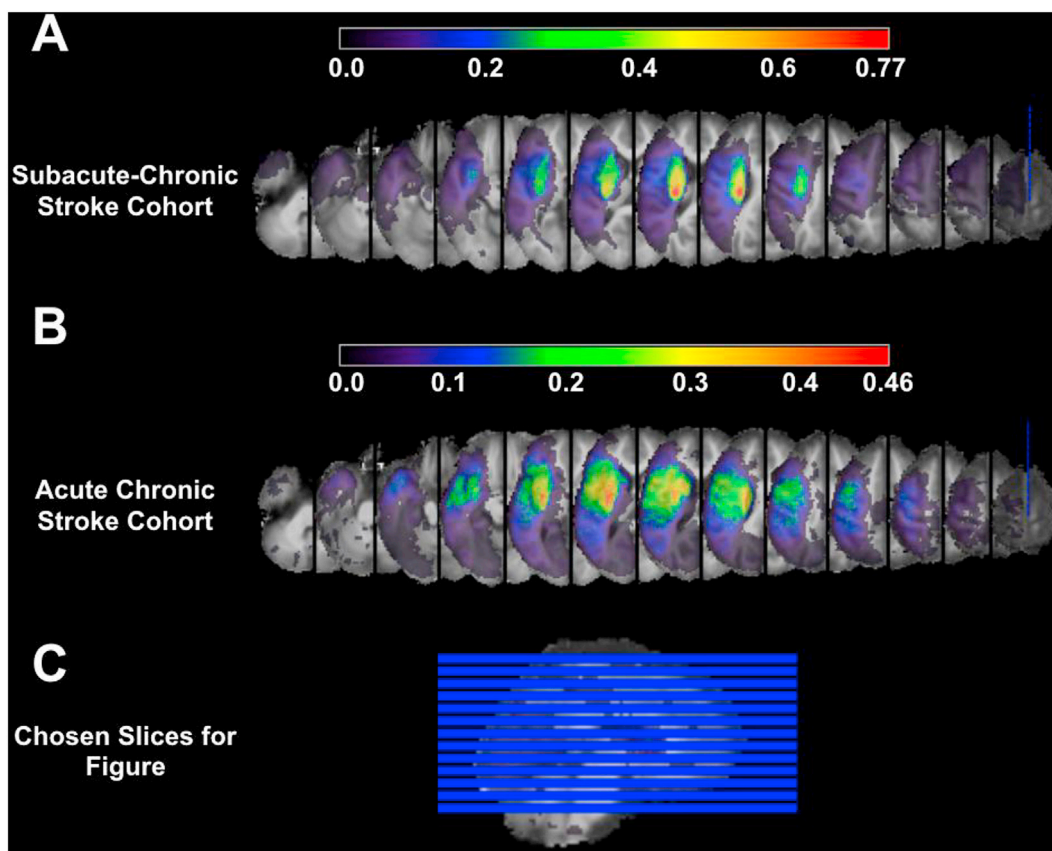 A
0.0 0.2 0.4 0.6 0.77
Subacute-Chronic
Stroke Cohort
B
0.0 0.1 0.2 0.3 0.4 0.46
Acute Chronic
Stroke Cohort
C
Chosen Slices for
Figure